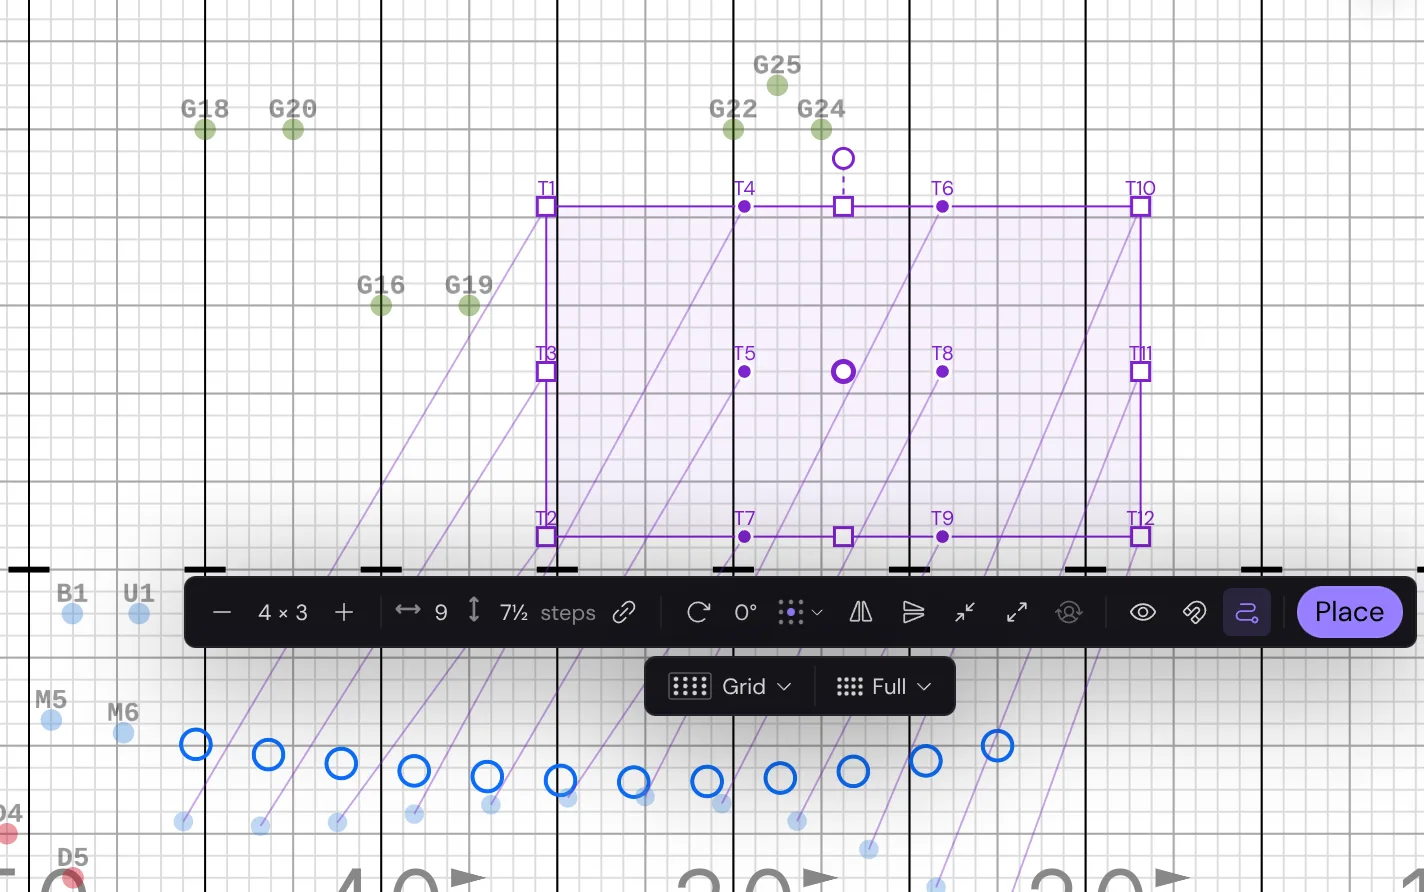 G25
G18 G20 G22 G24
T1 T4 T6 T10
G16 G19
T3 T5 T8 T11
T2 T7 T9 T12
B1 U1
4 × 3 9 7½ steps 0° Place
Grid Full
M5 M6
D4
D5